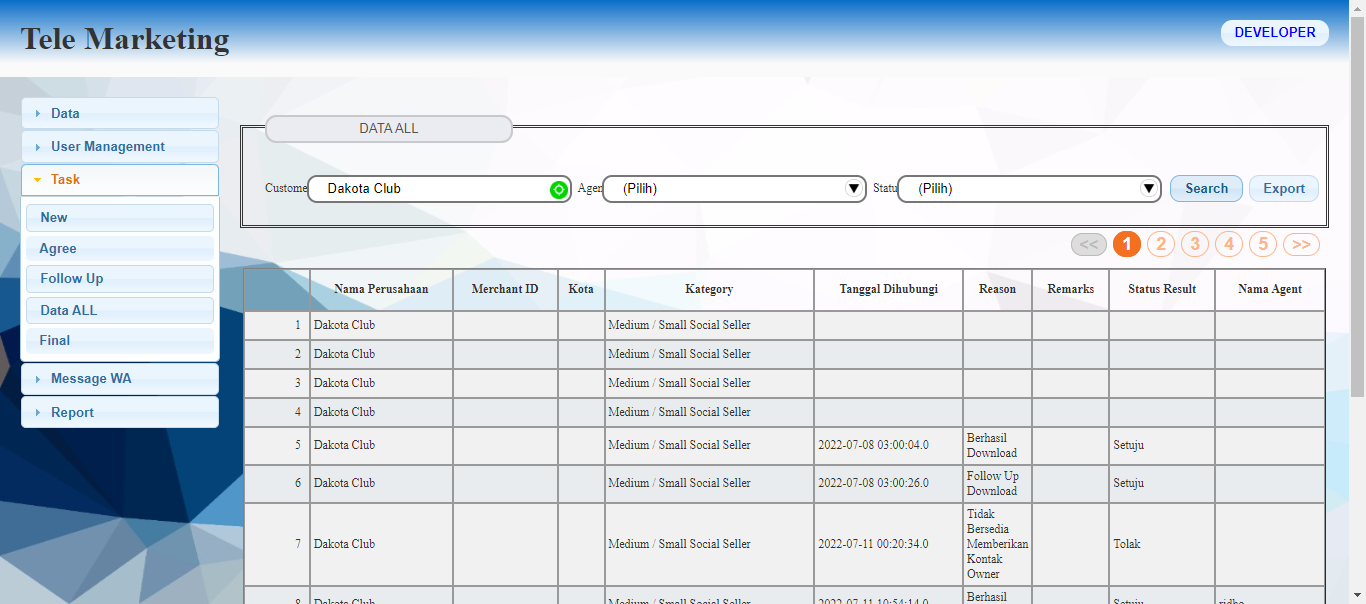 Tele Marketing
DEVELOPER
Data
User Management
Task
New
Agree
Follow Up
Data ALL
Final
Message WA
Report
DATA ALL
Custome Dakota Club Agen (Pilih) Statu (Pilih) Search Export
<< 1 2 3 4 5 >>
Nama Perusahaan Merchant ID Kota Kategory Tanggal Dihubungi Reason Remarks Status Result Nama Agent
1 Dakota Club Medium / Small Social Seller
2 Dakota Club Medium / Small Social Seller
3 Dakota Club Medium / Small Social Seller
4 Dakota Club Medium / Small Social Seller
5 Dakota Club Medium / Small Social Seller 2022-07-08 03:00:04.0 Berhasil Setuju
Download
6 Dakota Club Medium / Small Social Seller 2022-07-08 03:00:26.0 Follow Up Setuju
Download
7 Dakota Club Medium / Small Social Seller 2022-07-11 00:20:34.0 Tidak Tolak
Bersedia
Memberikan
Kontak
Owner
8 Dakota Club Medium / Small Social Seller 2022-07-11 10:54:14.0 Berhasil Setuju ridho